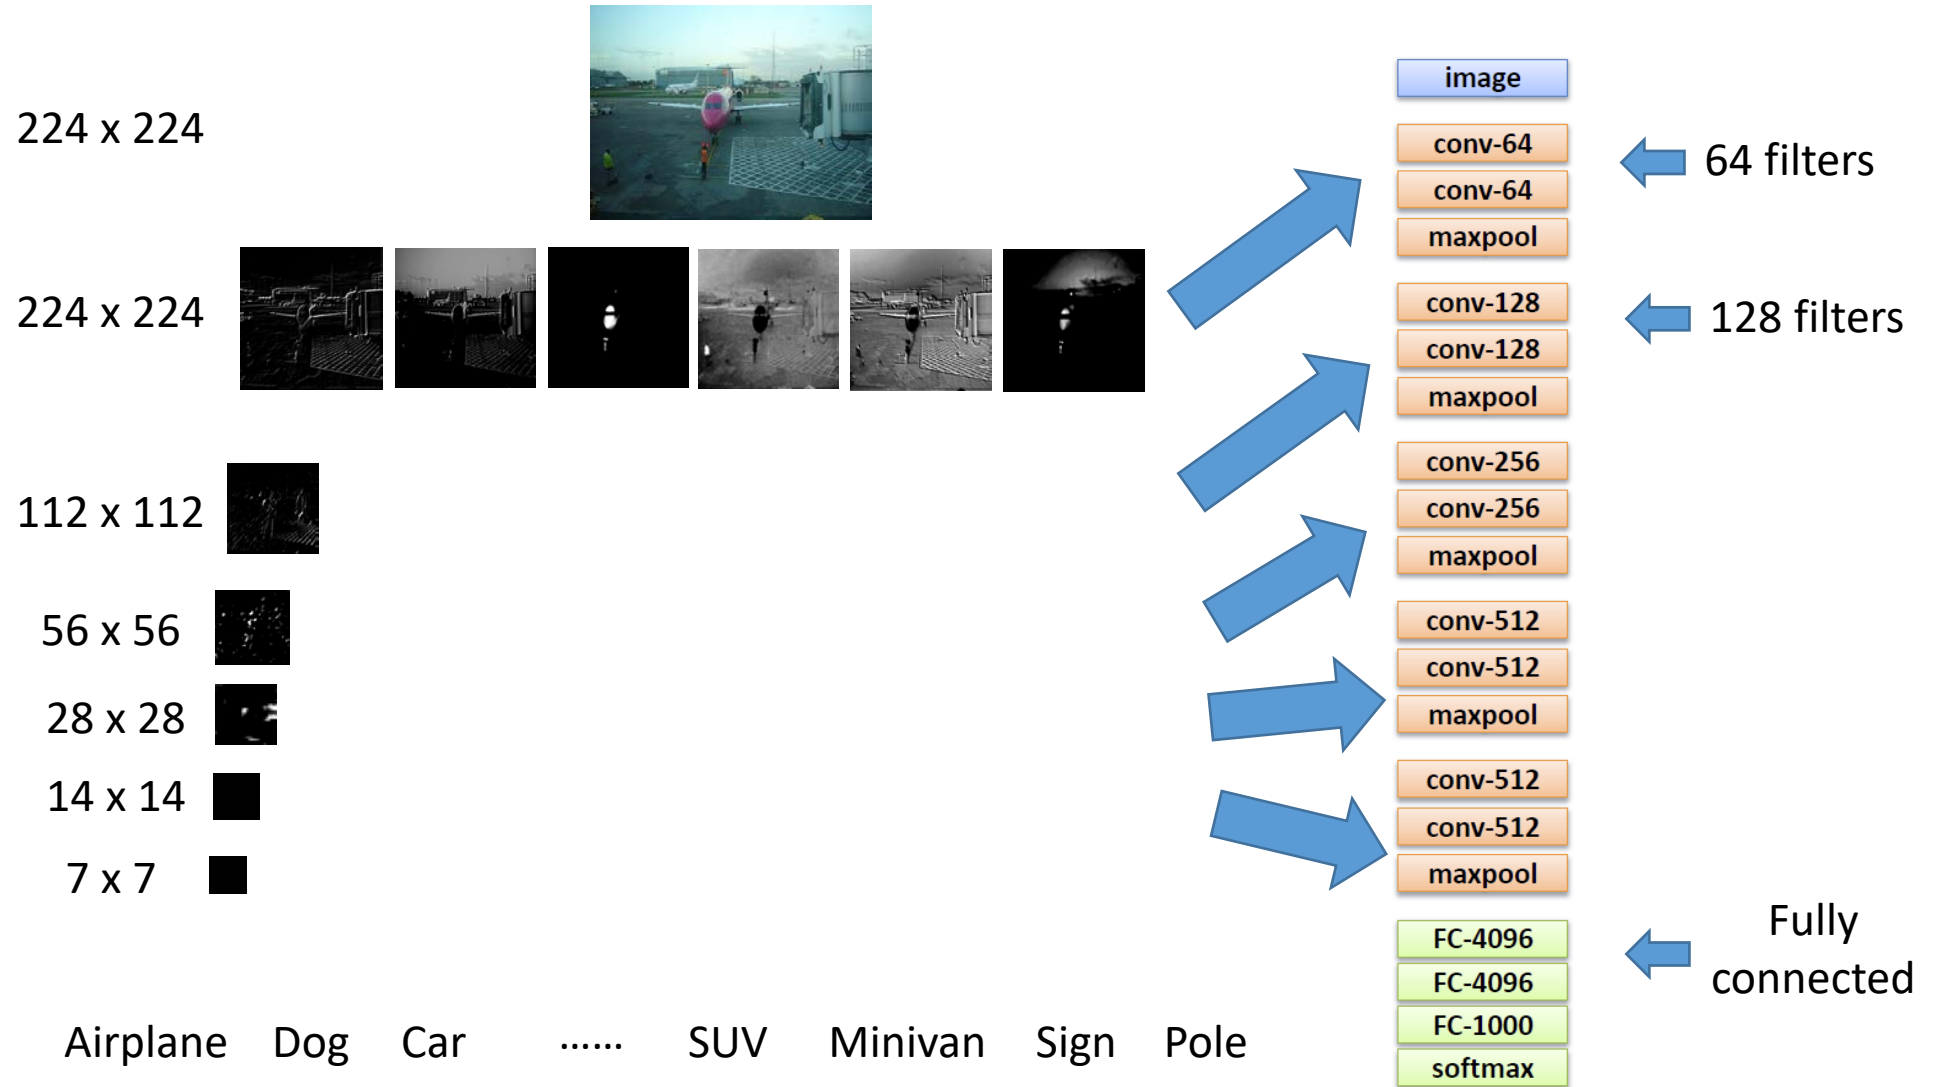 224 x 224
224 x 224
112 x 112
56 x 56
28 x 28
14 x 14
7 x 7
Airplane Dog Car ...... SUV Minivan Sign Pole
image
conv-64
conv-64
maxpool
conv-128
conv-128
maxpool
conv-256
conv-256
maxpool
conv-512
conv-512
maxpool
conv-512
conv-512
maxpool
FC-4096
FC-4096
FC-1000
softmax
64 filters
128 filters
Fully
connected